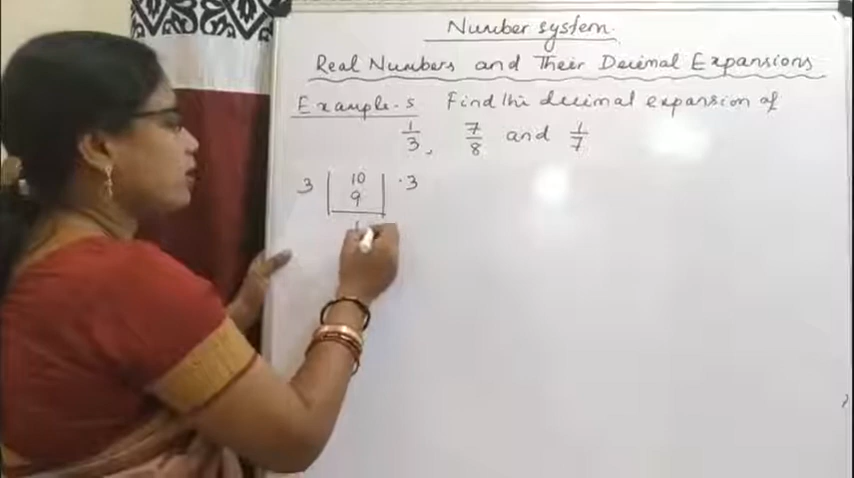 Number system.
Real Numbers and Their Decimal Expansions
Example-5 Find the decimal expansion of
1/3, 7/8 and 1/7
3 | 10 | .3
9
1